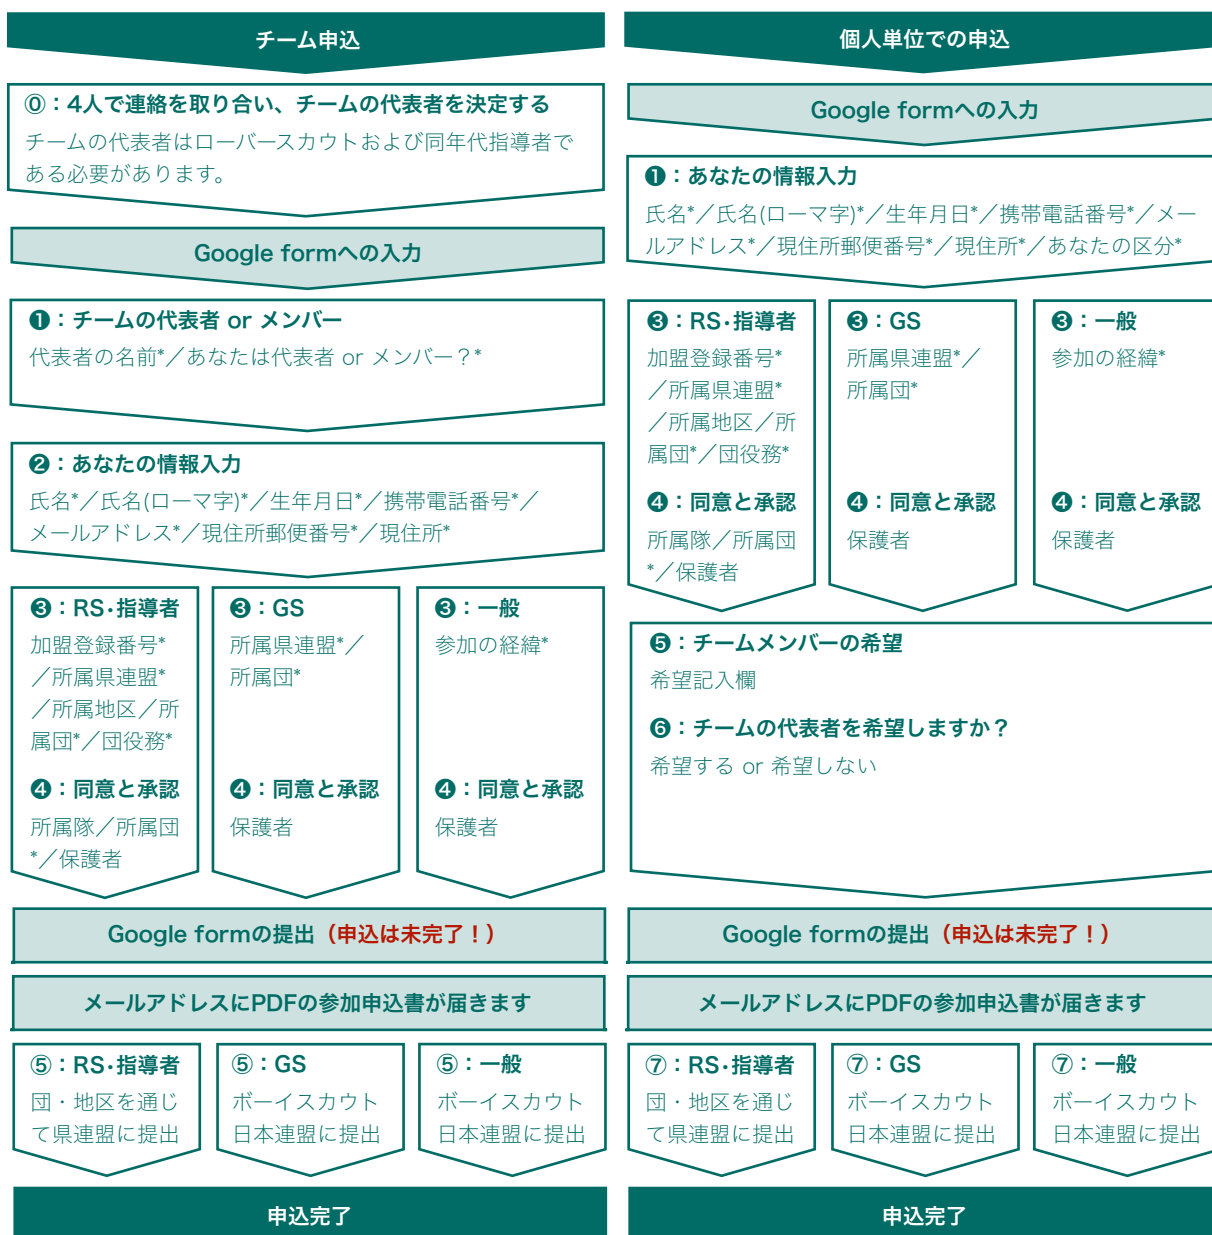 チーム申込
⓪：4人で連絡を取り合い、チームの代表者を決定する
チームの代表者はローバースカウトおよび同年代指導者で
ある必要があります。
Google formへの入力
❶：チームの代表者 or メンバー
代表者の名前*／あなたは代表者 or メンバー？*
❷：あなたの情報入力
氏名*／氏名(ローマ字)*／生年月日*／携帯電話番号*／
メールアドレス*／現住所郵便番号*／現住所*
❸：RS・指導者
加盟登録番号*
／所属県連盟*
／所属地区／所
属団*／団役務*
❹：同意と承認
所属隊／所属団
*／保護者
❸：GS
所属県連盟*／
所属団*
❹：同意と承認
保護者
❸：一般
参加の経緯*
❹：同意と承認
保護者
Google formの提出（申込は未完了！）
メールアドレスにPDFの参加申込書が届きます
⑤：RS・指導者
団・地区を通じ
て県連盟に提出
⑤：GS
ボーイスカウト
日本連盟に提出
⑤：一般
ボーイスカウト
日本連盟に提出
申込完了
個人単位での申込
Google formへの入力
❶：あなたの情報入力
氏名*／氏名(ローマ字)*／生年月日*／携帯電話番号*／メー
ルアドレス*／現住所郵便番号*／現住所*／あなたの区分*
❸：RS・指導者
加盟登録番号*
／所属県連盟*
／所属地区／所
属団*／団役務*
❹：同意と承認
所属隊／所属団
*／保護者
❸：GS
所属県連盟*／
所属団*
❹：同意と承認
保護者
❸：一般
参加の経緯*
❹：同意と承認
保護者
❺：チームメンバーの希望
希望記入欄
❻：チームの代表者を希望しますか？
希望する or 希望しない
Google formの提出（申込は未完了！）
メールアドレスにPDFの参加申込書が届きます
⑦：RS・指導者
団・地区を通じ
て県連盟に提出
⑦：GS
ボーイスカウト
日本連盟に提出
⑦：一般
ボーイスカウト
日本連盟に提出
申込完了